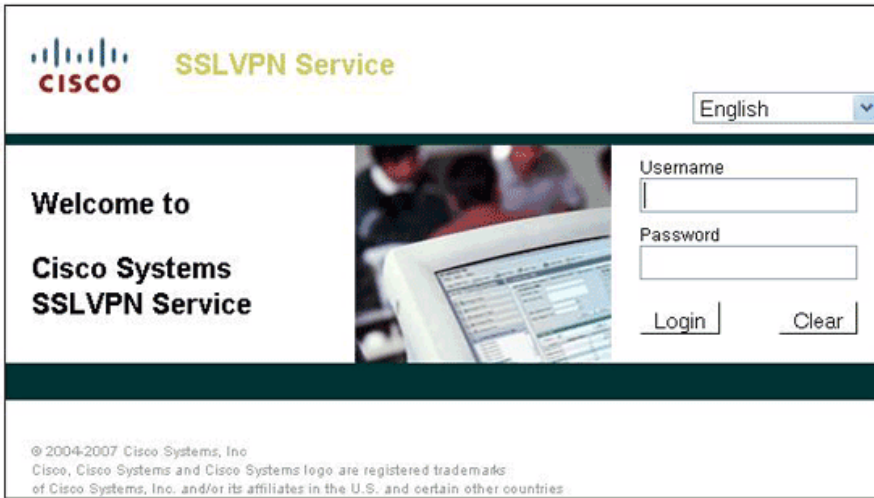 CISCO
SSLVPN Service
English
Welcome to
Cisco Systems
SSLVPN Service
Username
Password
Login
Clear
© 2004-2007 Cisco Systems, Inc
Cisco, Cisco Systems and Cisco Systems logo are registered trademarks
of Cisco Systems, Inc. and/or its affiliates in the U.S. and certain other countries